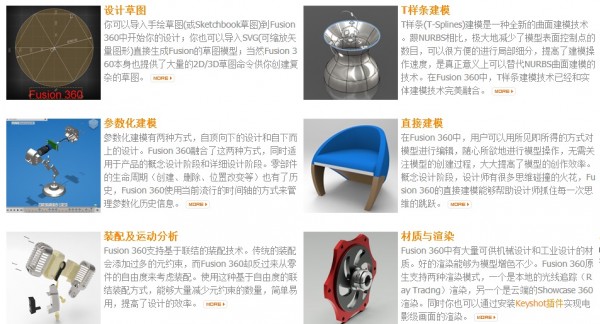 设计草图
你可以导入手绘草图(或Sketchbook草图)到Fusion
360中开始你的设计；你也可以导入SVG(可缩放矢
量图形)直接生成Fusion的草图模型；当然Fusion 3
60本身也提供了大量的2D/3D草图命令供你创建复
杂的草图。 MORE
Fusion 360
T样条建模
T样条(T-Splines)建模是一种全新的曲面建模技术
。跟NURBS相比，极大地减少了模型表面控制点的
数目，可以很方便的进行局部细分，提高了建模操
作速度，是真正意义上可以替代NURBS曲面建模的
技术。在Fusion 360中，T样条建模技术已经和实
体建模技术完美融合。 MORE
参数化建模
参数化建模有两种方式，自顶向下的设计和自下而
上的设计。Fusion 360融合了这两种方式，同时适
用于产品的概念设计阶段和详细设计阶段。零部件
的生命周期（创建、删除、位置改变等）也有了历
史，Fusion 360使用当前流行的时间轴的方式来管
理参数化历史信息。 MORE
直接建模
在Fusion 360中，用户可以用所见即所得的方式对
模型进行编辑，随心所欲地进行模型操作，无需关
注模型的创建过程，大大提高了模型的创作效率。
概念设计阶段，设计师有很多思维碰撞的火花，Fu
sion 360的直接建模能够帮助设计师抓住每一次思
维的跳跃。 MORE
装配及运动分析
Fusion 360支持基于联结的装配技术。传统的装配
会添加过多的元约束，而Fusion 360却反过来从零
件的自由度来考虑装配。使用这种基于自由度的联
结装配方式，能够大量减少元约束的数量，简单易
用，提高了设计的效率。 MORE
材质与渲染
Fusion 360中有大量可供机械设计和工业设计的材
质。好的渲染能够为模型增色不少。Fusion 360原
生支持两种渲染模式，一个是本地的光线追踪（R
ay Tracing）渲染，另一个是云端的Showcase 360
渲染。同时你也可以通过安装Keyshot插件实现电
影级画面的渲染。 MORE